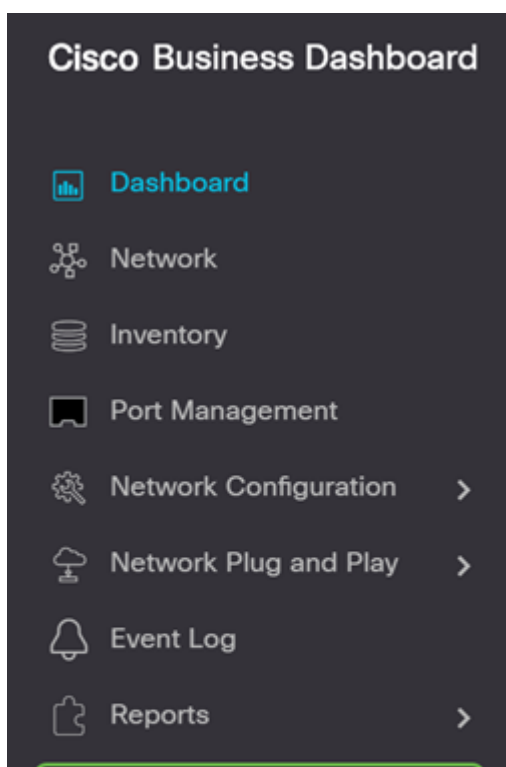 Cisco Business Dashboard
Dashboard
Network
Inventory
Port Management
Network Configuration
Network Plug and Play
Event Log
Reports